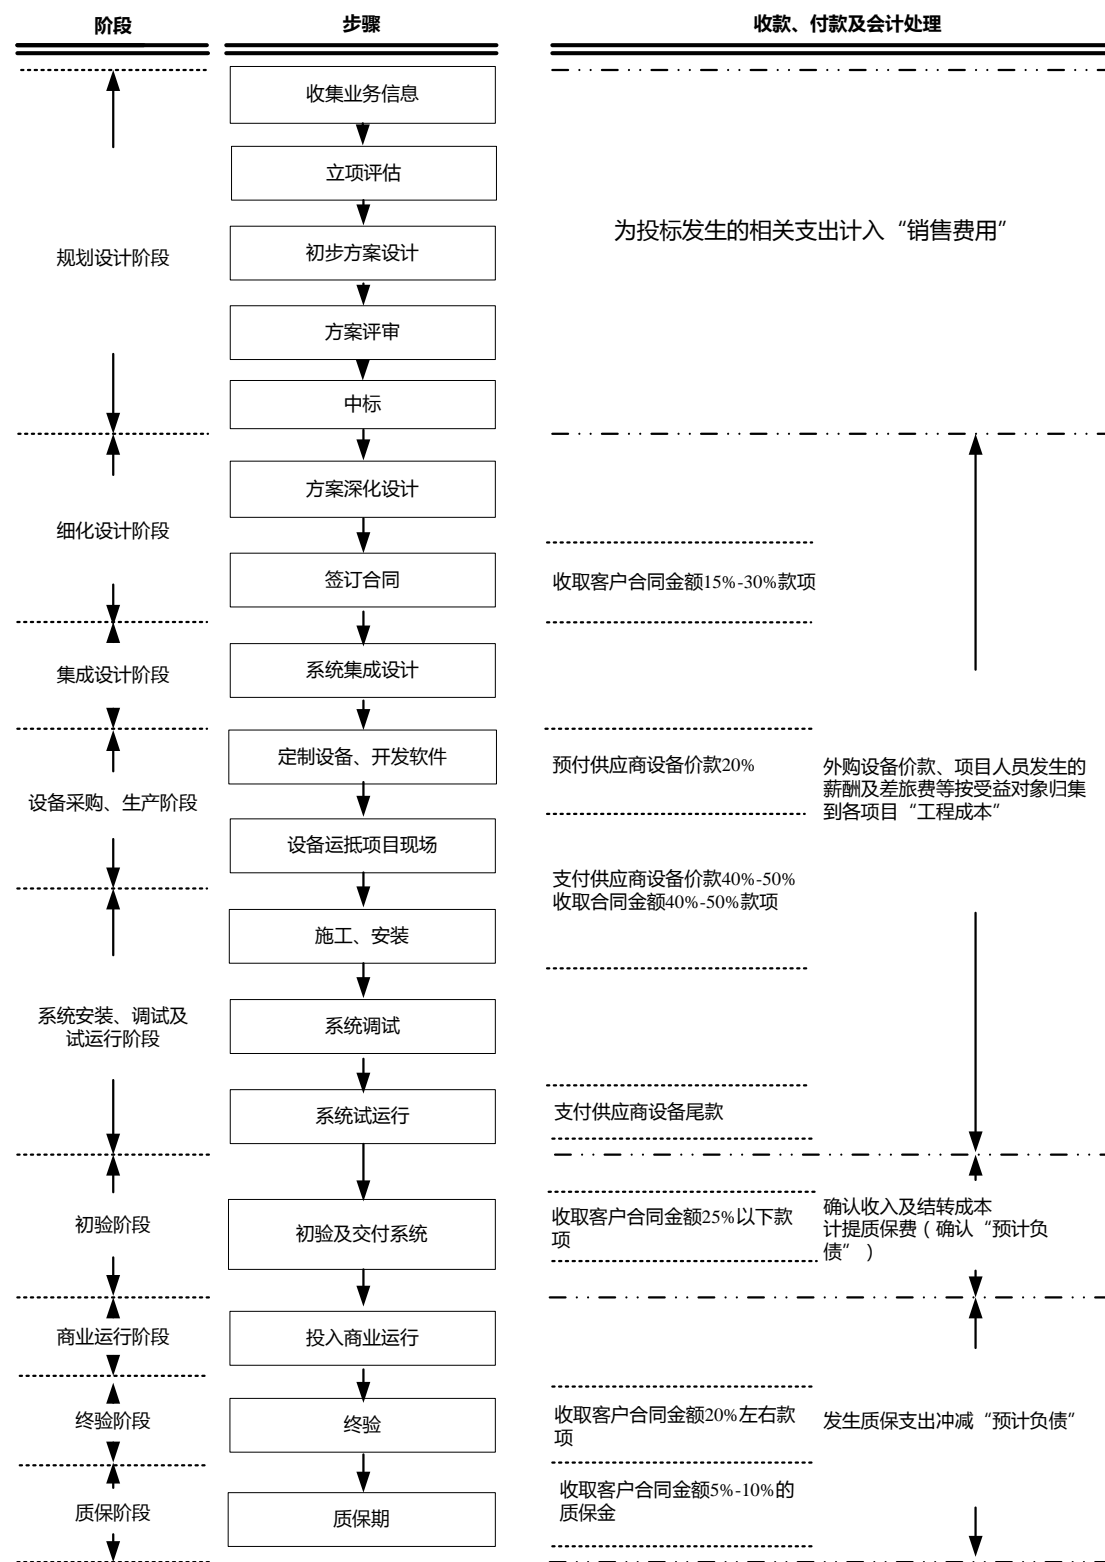 阶段
步骤
收款、付款及会计处理
收集业务信息
立项评估
为投标发生的相关支出计入“销售费用”
规划设计阶段
初步方案设计
方案评审
中标
方案深化设计
细化设计阶段
签订合同
收取客户合同金额15%-30%款项
集成设计阶段
系统集成设计
定制设备、开发软件
预付供应商设备价款20%
外购设备价款、项目人员发生的
薪酬及差旅费等按受益对象归集
到各项目“工程成本”
设备采购、生产阶段
设备运抵项目现场
支付供应商设备价款40%-50%
收取合同金额40%-50%款项
施工、安装
系统安装、调试及
试运行阶段
系统调试
系统试运行
支付供应商设备尾款
初验阶段
初验及交付系统
收取客户合同金额25%以下款
项
确认收入及结转成本
计提质保费（确认“预计负
债”）
商业运行阶段
投入商业运行
终验阶段
终验
收取客户合同金额20%左右款
项
发生质保支出冲减“预计负债”
质保阶段
质保期
收取客户合同金额5%-10%的
质保金